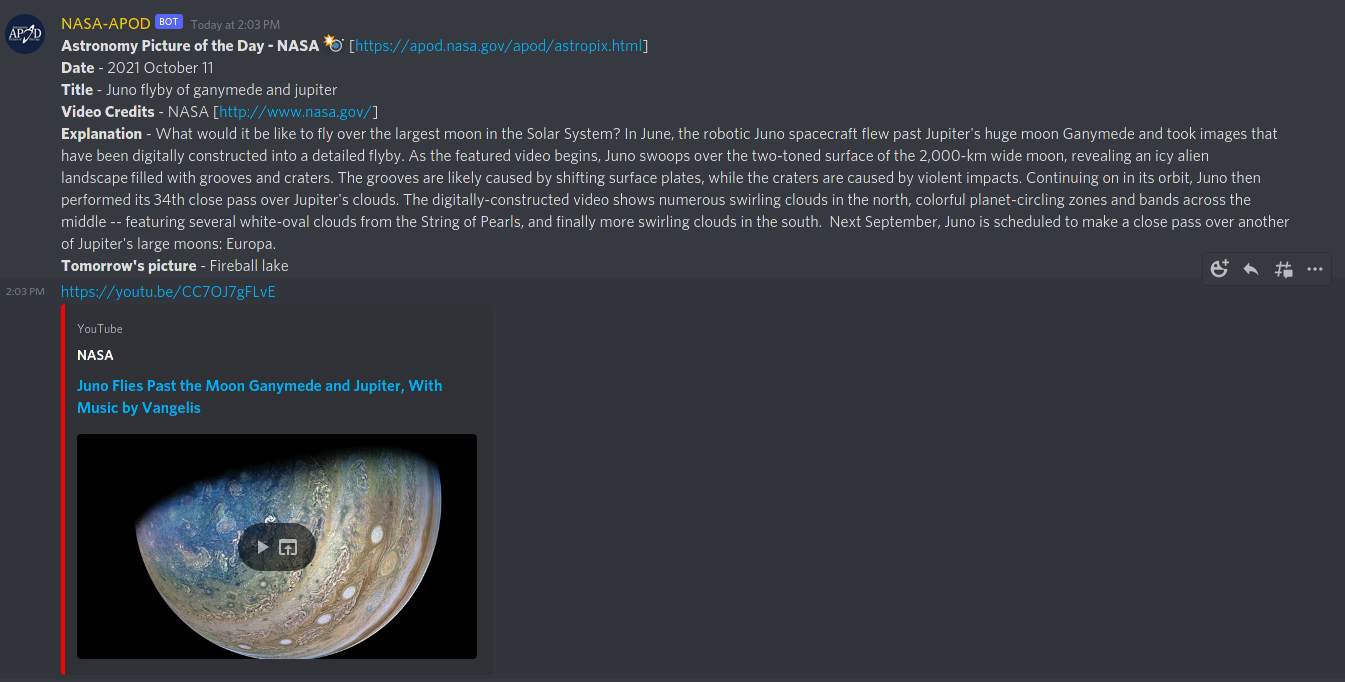 APOD
NASA-APOD BOT Today at 2:03 PM
Astronomy Picture of the Day - NASA [https://apod.nasa.gov/apod/astropix.html]
Date - 2021 October 11
Title - Juno flyby of ganymede and jupiter
Video Credits - NASA [http://www.nasa.gov/]
Explanation - What would it be like to fly over the largest moon in the Solar System? In June, the robotic Juno spacecraft flew past Jupiter's huge moon Ganymede and took images that
have been digitally constructed into a detailed flyby. As the featured video begins, Juno swoops over the two-toned surface of the 2,000-km wide moon, revealing an icy alien
landscape filled with grooves and craters. The grooves are likely caused by shifting surface plates, while the craters are caused by violent impacts. Continuing on in its orbit, Juno then
performed its 34th close pass over Jupiter's clouds. The digitally-constructed video shows numerous swirling clouds in the north, colorful planet-circling zones and bands across the
middle -- featuring several white-oval clouds from the String of Pearls, and finally more swirling clouds in the south.  Next September, Juno is scheduled to make a close pass over another
of Jupiter's large moons: Europa.
Tomorrow's picture - Fireball lake
2:03 PM https://youtu.be/CC7OJ7gFLvE
YouTube
NASA
Juno Flies Past the Moon Ganymede and Jupiter, With
Music by Vangelis